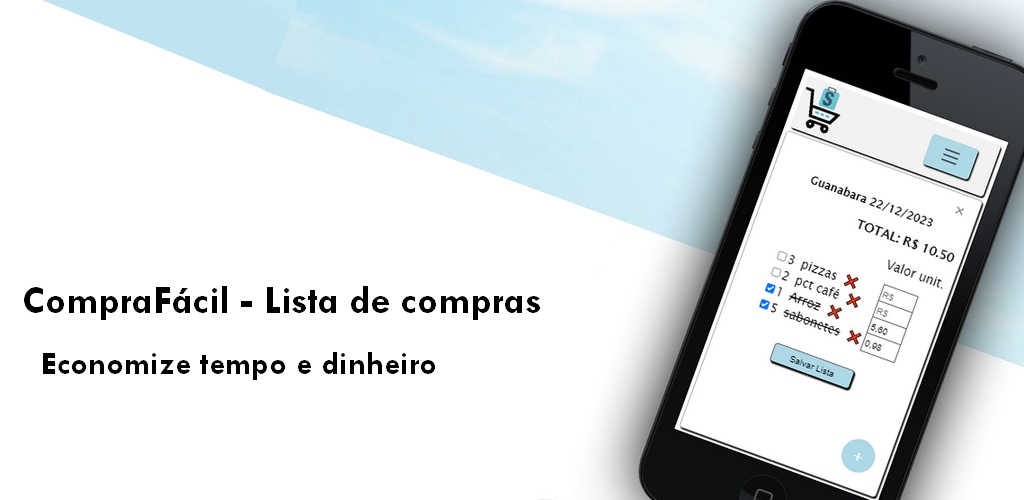 CompraFácil - Lista de compras
Economize tempo e dinheiro
$
Guanabara 22/12/2023
×
TOTAL: R$ 10.50
Valor unit.
3 pizzas
R$
2 pct café
R$
1 Arroz
5.60
5 sabonetes
0.98
Salvar Lista
+